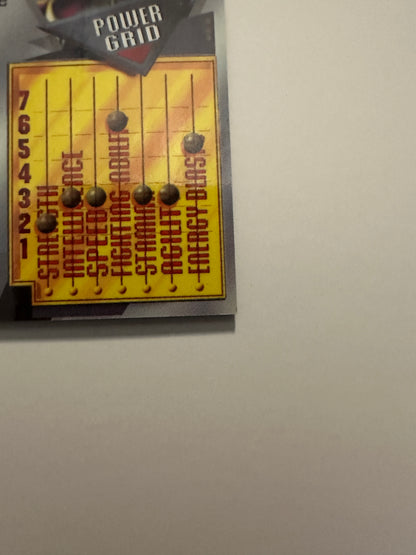 POWER
GRID
7
6
5
4
3
2
1
STRENGTH
INTELLIGENCE
SPEED
FIGHTING ABILITY
STAMINA
AGILITY
ENERGY BLAST